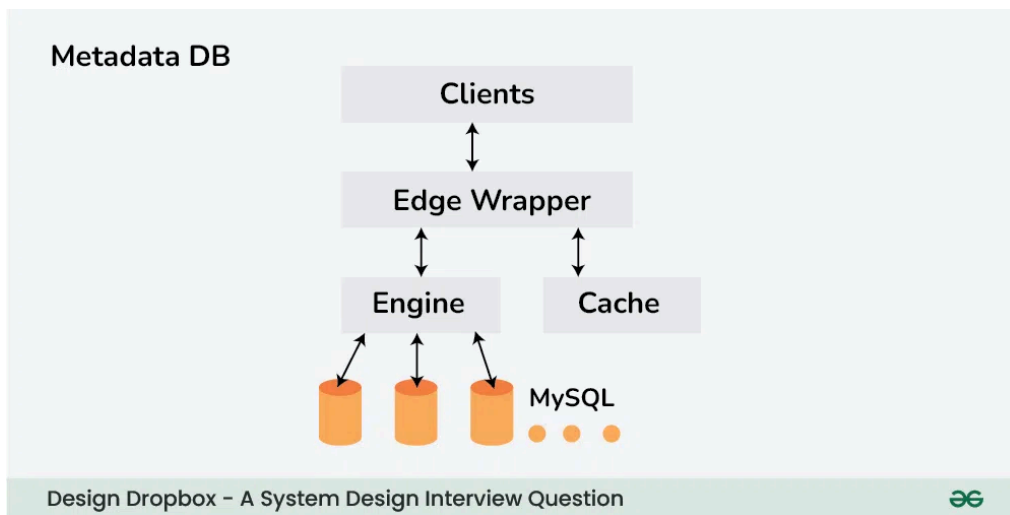 Metadata DB
Clients
Edge Wrapper
Engine
Cache
MySQL
Design Dropbox - A System Design Interview Question